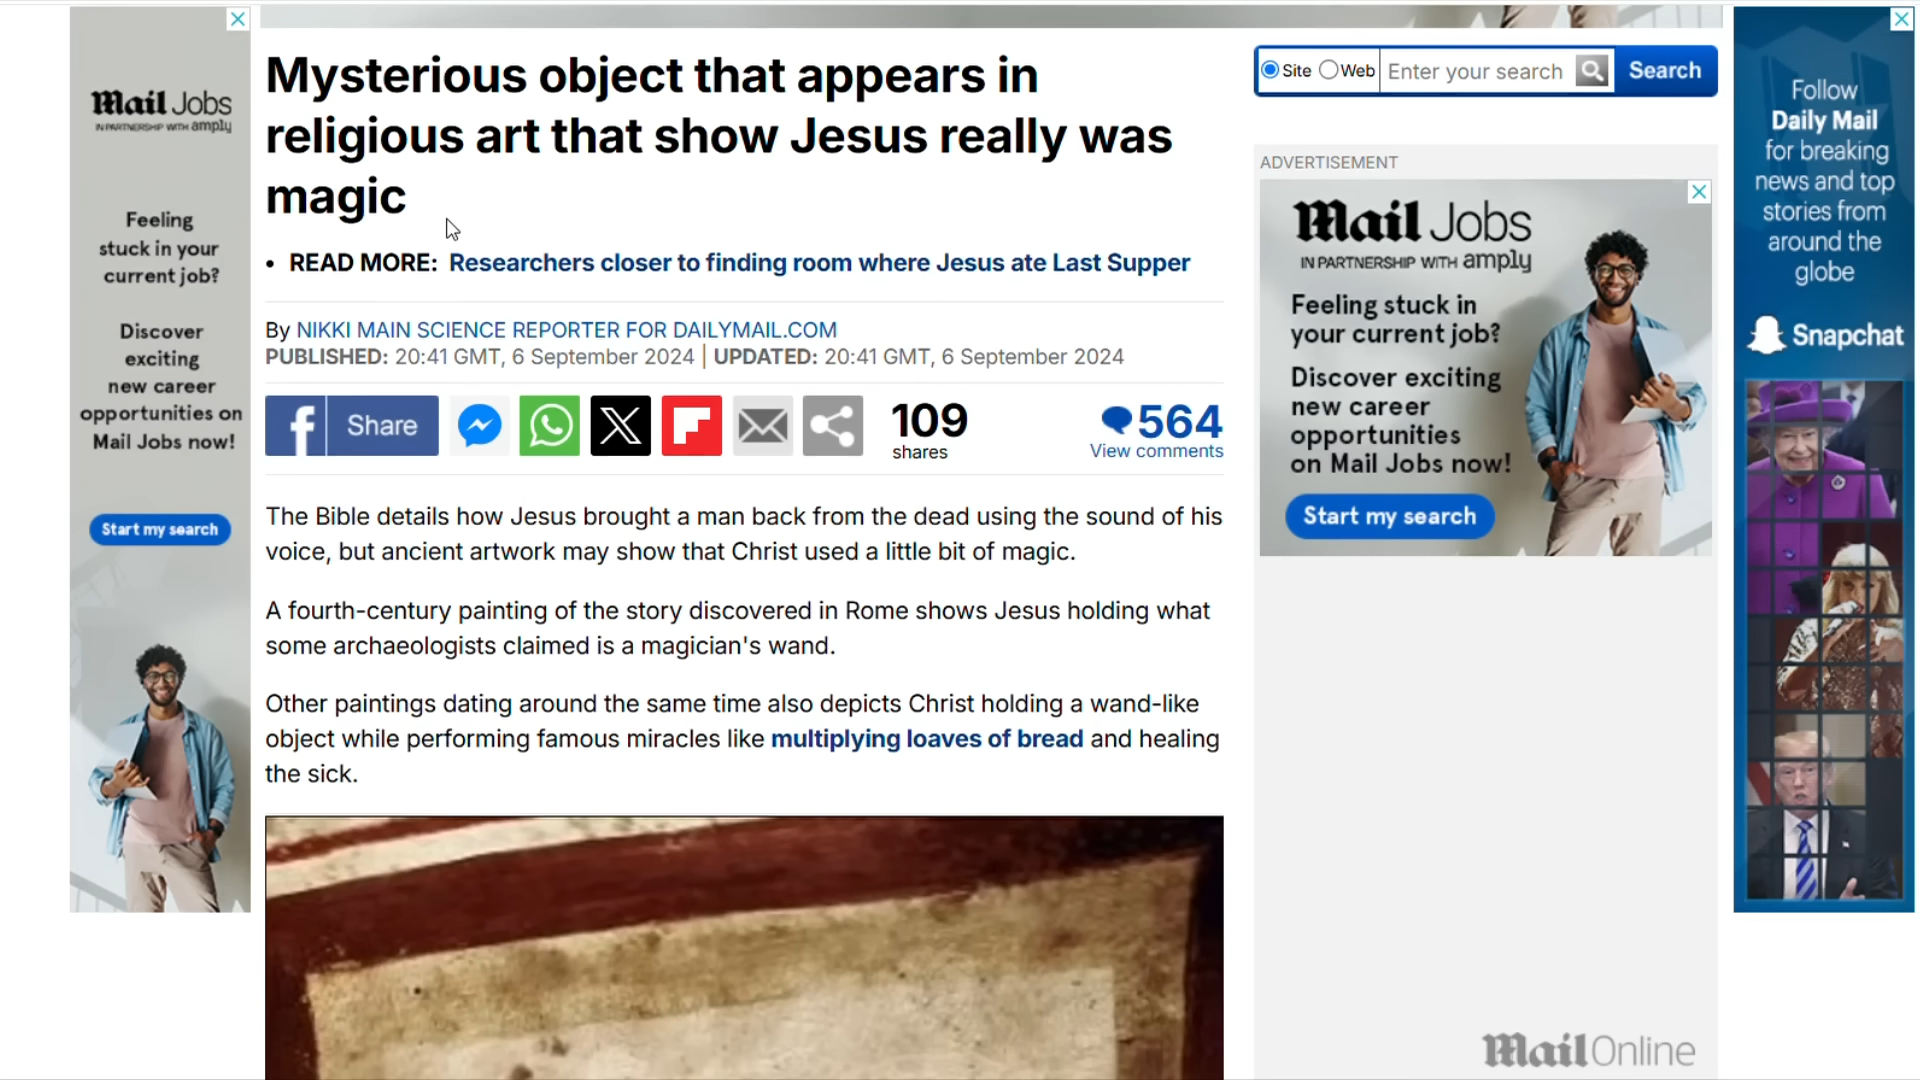 Mail Jobs
IN PARTNERSHIP WITH amply
Feeling
stuck in your
current job?
Discover
exciting
new career
opportunities on
Mail Jobs now!
Start my search
Mysterious object that appears in
religious art that show Jesus really was
magic
• READ MORE: Researchers closer to finding room where Jesus ate Last Supper
By NIKKI MAIN SCIENCE REPORTER FOR DAILYMAIL.COM
PUBLISHED: 20:41 GMT, 6 September 2024 | UPDATED: 20:41 GMT, 6 September 2024
Share
109
shares
564
View comments
The Bible details how Jesus brought a man back from the dead using the sound of his
voice, but ancient artwork may show that Christ used a little bit of magic.
A fourth-century painting of the story discovered in Rome shows Jesus holding what
some archaeologists claimed is a magician's wand.
Other paintings dating around the same time also depicts Christ holding a wand-like
object while performing famous miracles like multiplying loaves of bread and healing
the sick.
Site Web Enter your search Search
ADVERTISEMENT
Mail Jobs
IN PARTNERSHIP WITH amply
Feeling stuck in
your current job?
Discover exciting
new career
opportunities
on Mail Jobs now!
Start my search
Mail Online
Follow
Daily Mail
for breaking
news and top
stories from
around the
globe
Snapchat